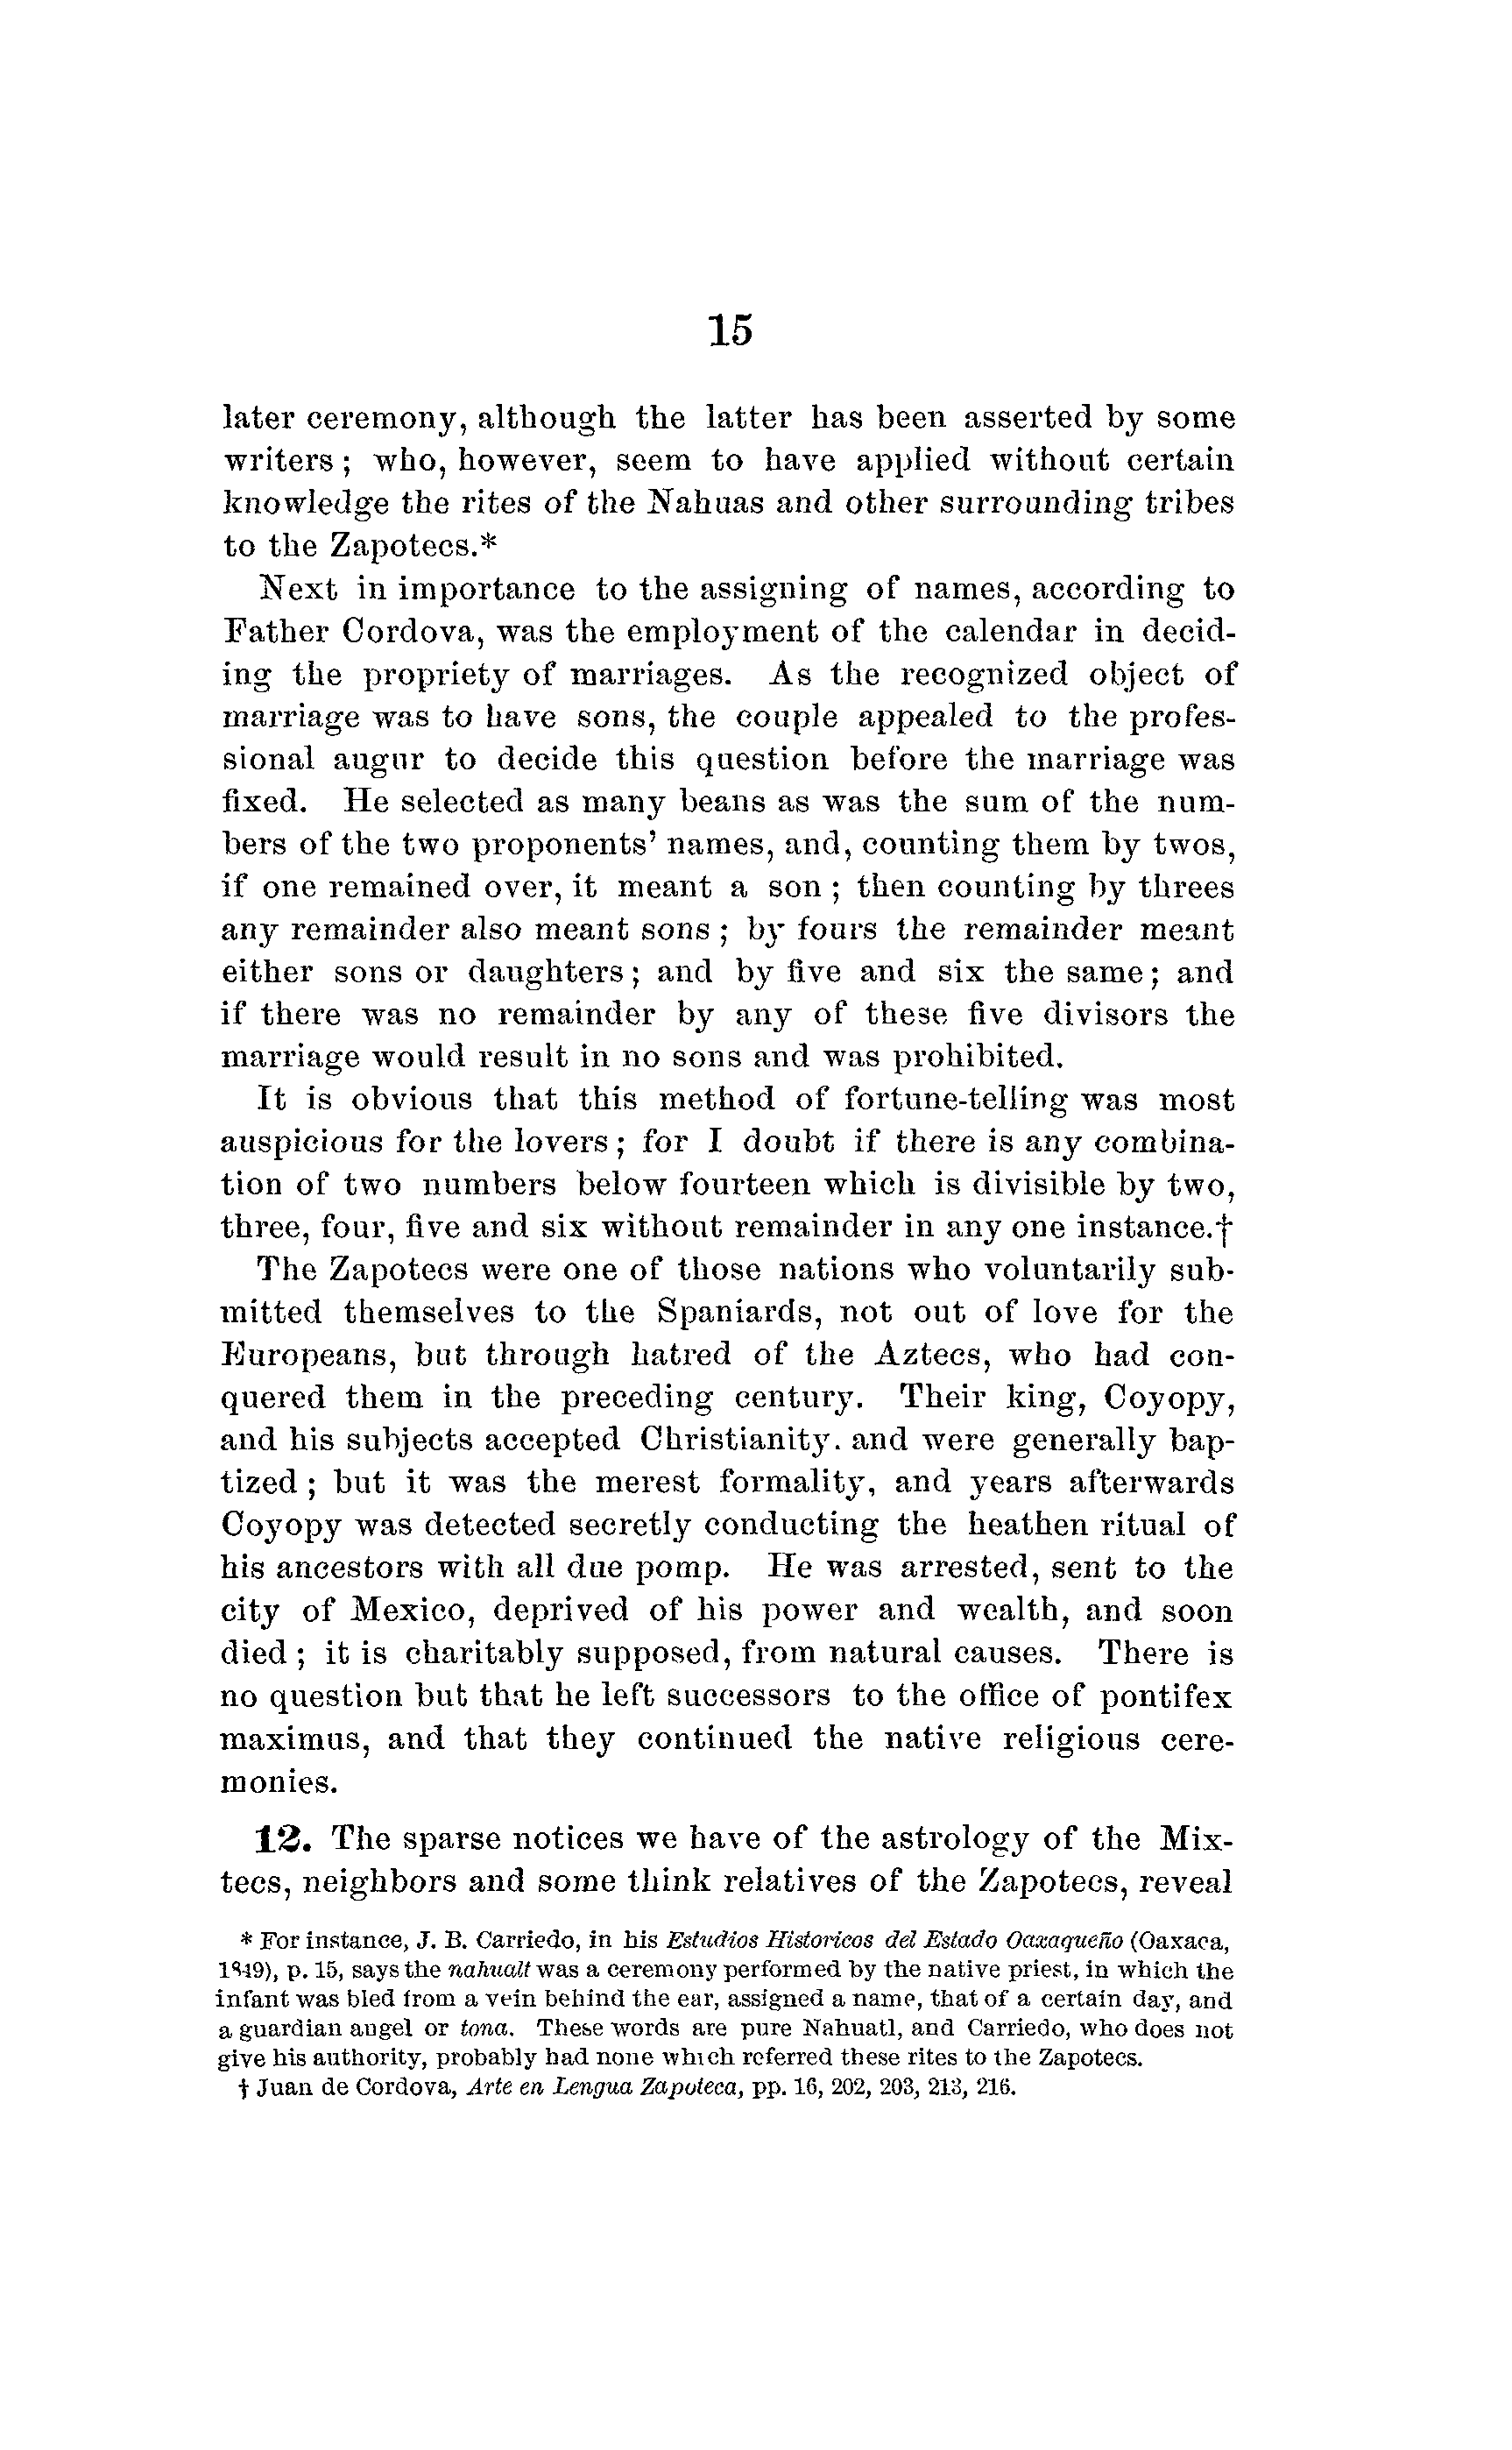 15
later ceremony, although the latter has been asserted by some
writers; who, however, seem to have applied without certain
knowledge the rites of the Nahuas and other surrounding tribes
to the Zapotecs.*
Next in importance to the assigning of names, according to
Father Cordova, was the employment of the calendar in decid-
ing the propriety of marriages. As the recognized object of
marriage was to have sons, the couple appealed to the profes-
sional augur to decide this question before the marriage was
fixed. He selected as many beans as was the sum of the num-
bers of the two proponents' names, and, counting them by twos,
if one remained over, it meant a son; then counting by threes
any remainder also meant sons; by fours the remainder meant
either sons or daughters; and by five and six the same; and
if there was no remainder by any of these five divisors the
marriage would result in no sons and was prohibited.
It is obvious that this method of fortune-telling was most
auspicious for the lovers; for I doubt if there is any combina-
tion of two numbers below fourteen which is divisible by two,
three, four, five and six without remainder in any one instance.†
The Zapotecs were one of those nations who voluntarily sub-
mitted themselves to the Spaniards, not out of love for the
Europeans, but through hatred of the Aztecs, who had con-
quered them in the preceding century. Their king, Coyopy,
and his subjects accepted Christianity. and were generally bap-
tized; but it was the merest formality, and years afterwards
Coyopy was detected secretly conducting the heathen ritual of
his ancestors with all due pomp. He was arrested, sent to the
city of Mexico, deprived of his power and wealth, and soon
died; it is charitably supposed, from natural causes. There is
no question but that he left successors to the office of pontifex
maximus, and that they continued the native religious cere-
monies.
12. The sparse notices we have of the astrology of the Mix-
tecs, neighbors and some think relatives of the Zapotecs, reveal
* For instance, J. B. Carriedo, in his Estudios Historicos del Estado Oaxaqueño (Oaxaca,
1849), p. 15, says the nahualt was a ceremony performed by the native priest, in which the
infant was bled from a vein behind the ear, assigned a name, that of a certain day, and
a guardian angel or tona. These words are pure Nahuatl, and Carriedo, who does not
give his authority, probably had none which referred these rites to the Zapotecs.
† Juan de Cordova, Arte en Lengua Zapoteca, pp. 16, 202, 203, 213, 216.